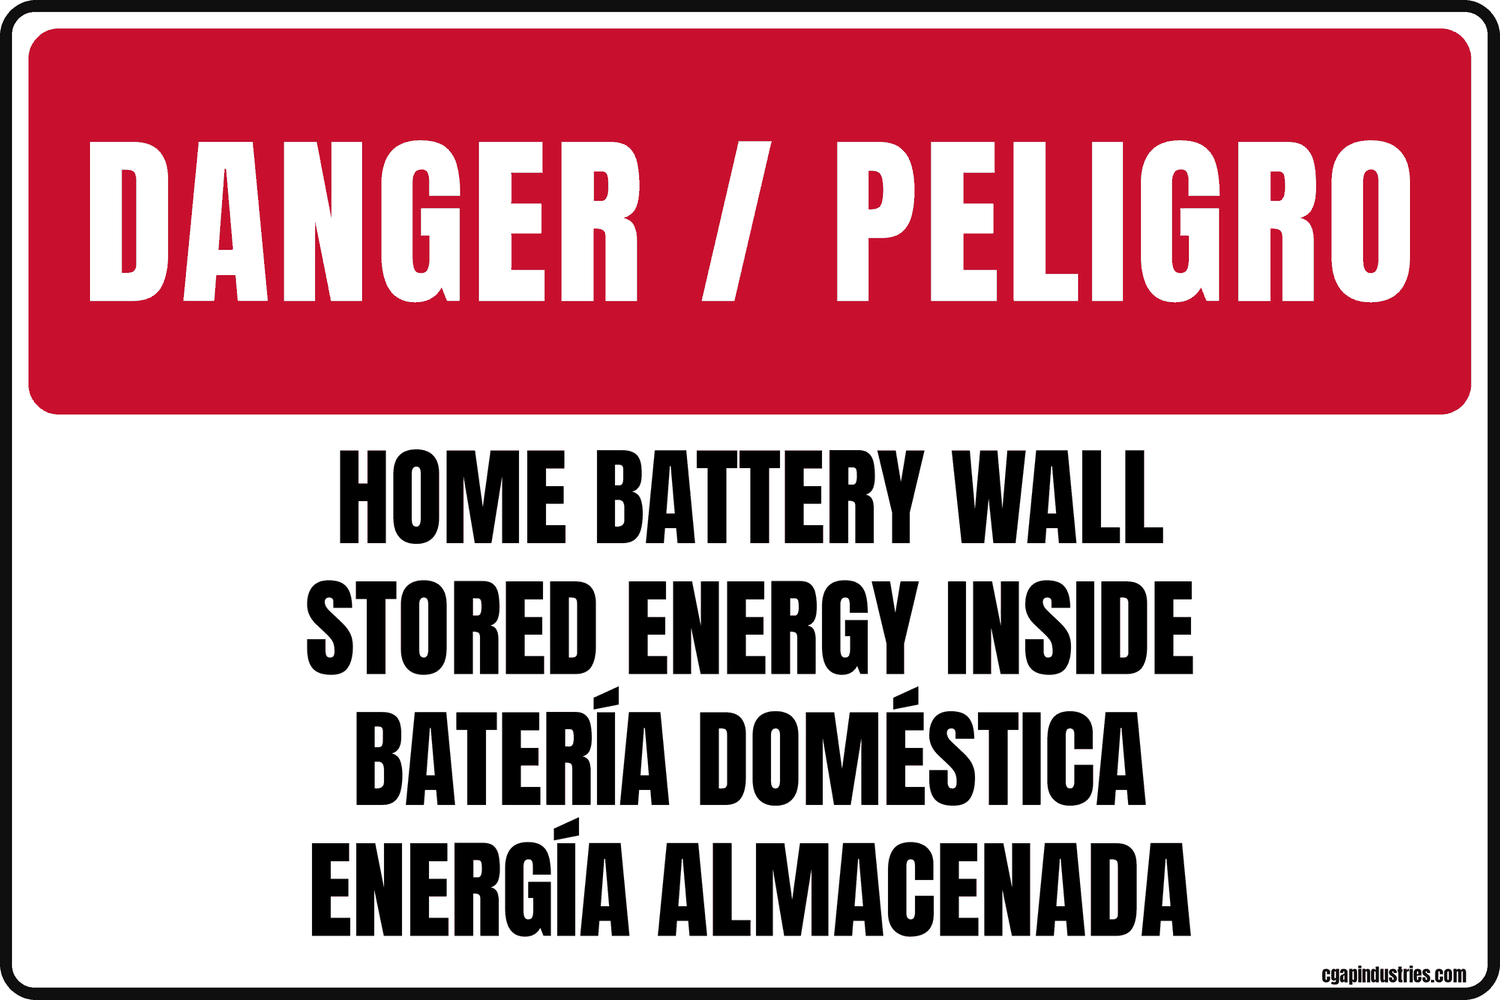 DANGER / PELIGRO
HOME BATTERY WALL
STORED ENERGY INSIDE
BATERÍA DOMÉSTICA
ENERGÍA ALMACENADA
cgapindustries.com